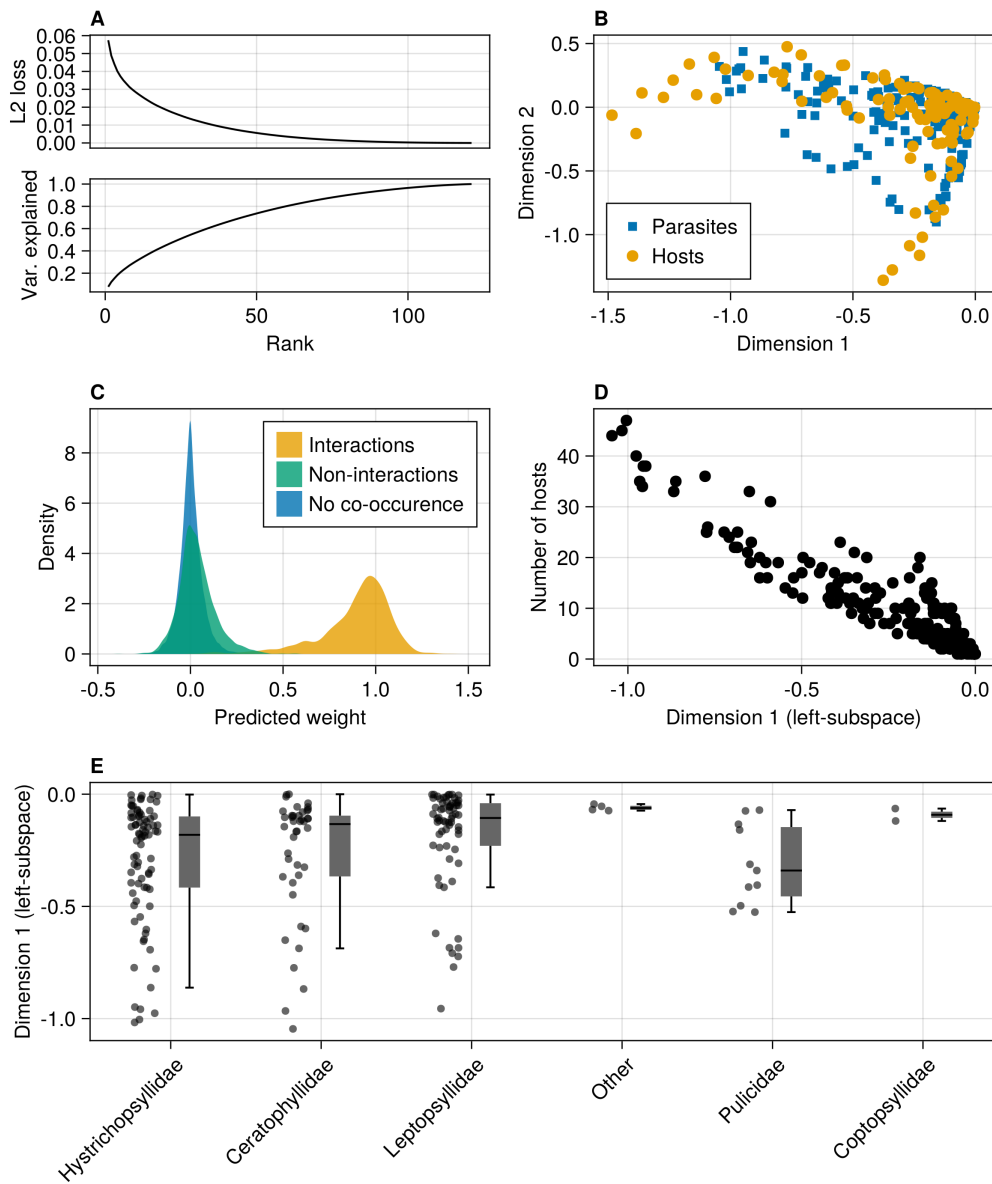 A
L2 loss
0.06
0.05
0.04
0.03
0.02
0.01
0.00
Var. explained
1.0
0.8
0.6
0.4
0.2
0
50
100
Rank
B
Dimension 2
0.5
0.0
-0.5
-1.0
Parasites
Hosts
-1.5
-1.0
-0.5
0.0
Dimension 1
C
Density
8
6
4
2
0
Interactions
Non-interactions
No co-occurence
-0.5
0.0
0.5
1.0
1.5
Predicted weight
D
Number of hosts
40
30
20
10
0
-1.0
-0.5
0.0
Dimension 1 (left-subspace)
E
Dimension 1 (left-subspace)
0.0
-0.5
-1.0
Hystrichopsyllidae
Ceratophyllidae
Leptopsyllidae
Other
Pulicidae
Coptopsyllidae